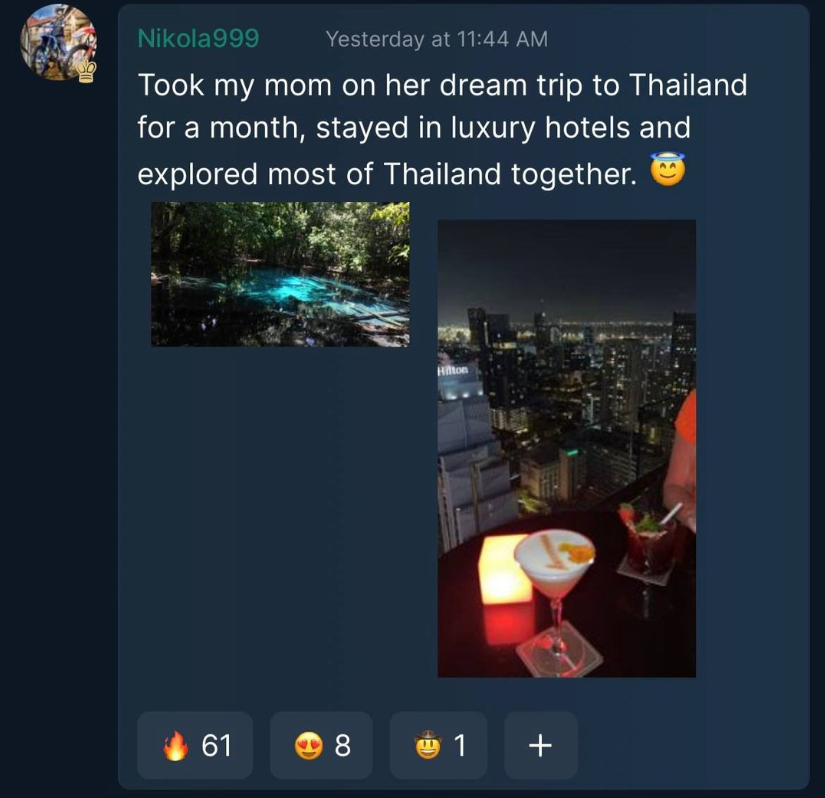 Nikola999 Yesterday at 11:44 AM
Took my mom on her dream trip to Thailand
for a month, stayed in luxury hotels and
explored most of Thailand together. 😇
Hilton
🔥 61 😍 8 🤠 1 +